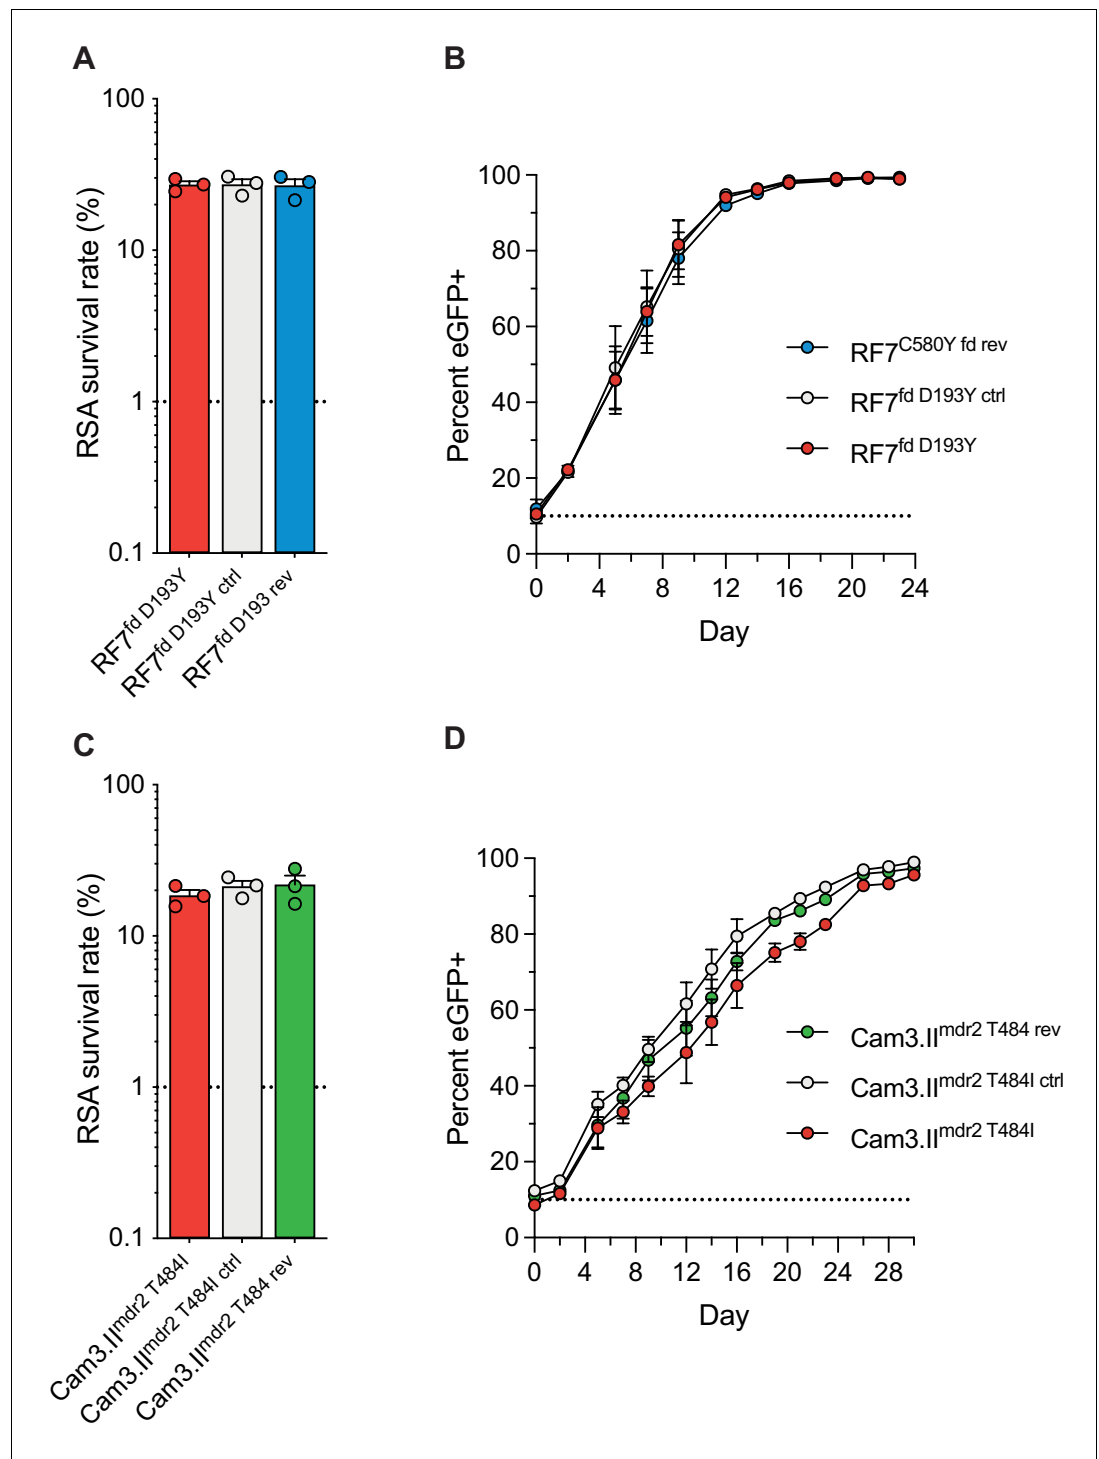 A
100
10
1
0.1
RSA survival rate (%)
RF7fd D193Y
RF7fd D193Y ctrl
RF7fd D193 rev
B
100
80
60
40
20
0
Percent eGFP+
0 4 8 12 16 20 24
Day
RF7C580Y fd rev
RF7fd D193Y ctrl
RF7fd D193Y
C
100
10
1
0.1
RSA survival rate (%)
Cam3.IImdr2 T484I
Cam3.IImdr2 T484I ctrl
Cam3.IImdr2 T484 rev
D
100
80
60
40
20
0
Percent eGFP+
0 4 8 12 16 20 24 28
Day
Cam3.IImdr2 T484 rev
Cam3.IImdr2 T484I ctrl
Cam3.IImdr2 T484I